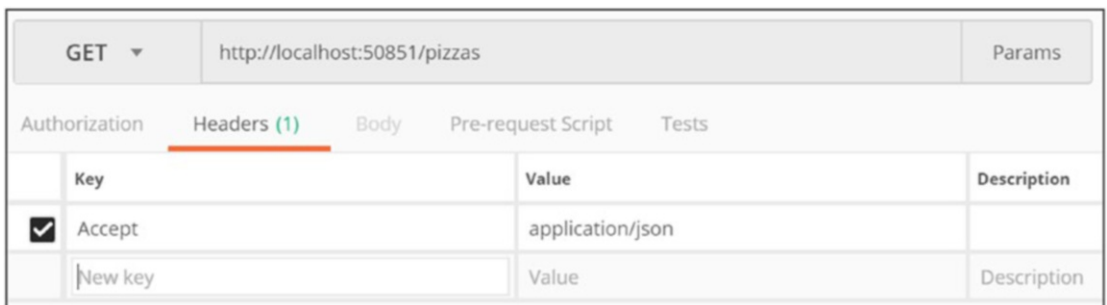 GET http://localhost:50851/pizzas Params
Authorization Headers (1) Body Pre-request Script Tests
Key Value Description
Accept application/json
New key Value Description